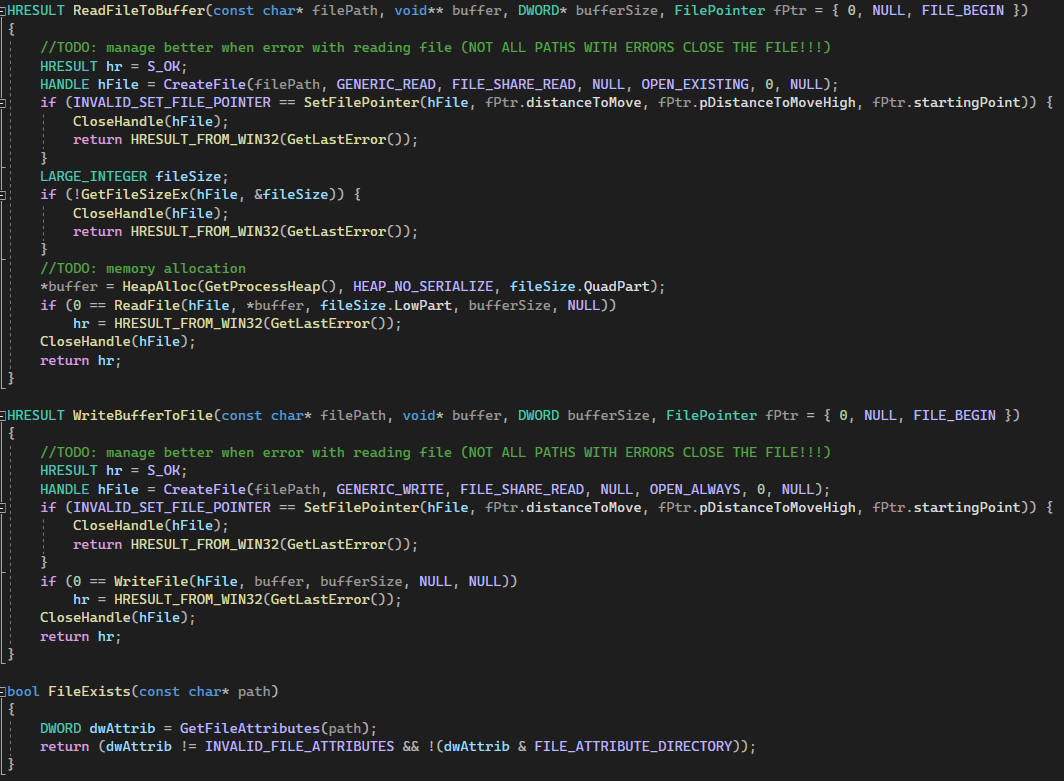 HRESULT ReadFileToBuffer(const char* filePath, void** buffer, DWORD* bufferSize, FilePointer fPtr = { 0, NULL, FILE_BEGIN })
{
    //TODO: manage better when error with reading file (NOT ALL PATHS WITH ERRORS CLOSE THE FILE!!!)
    HRESULT hr = S_OK;
    HANDLE hFile = CreateFile(filePath, GENERIC_READ, FILE_SHARE_READ, NULL, OPEN_EXISTING, 0, NULL);
    if (INVALID_SET_FILE_POINTER == SetFilePointer(hFile, fPtr.distanceToMove, fPtr.pDistanceToMoveHigh, fPtr.startingPoint)) {
        CloseHandle(hFile);
        return HRESULT_FROM_WIN32(GetLastError());
    }
    LARGE_INTEGER fileSize;
    if (!GetFileSizeEx(hFile, &fileSize)) {
        CloseHandle(hFile);
        return HRESULT_FROM_WIN32(GetLastError());
    }
    //TODO: memory allocation
    *buffer = HeapAlloc(GetProcessHeap(), HEAP_NO_SERIALIZE, fileSize.QuadPart);
    if (0 == ReadFile(hFile, *buffer, fileSize.LowPart, bufferSize, NULL))
        hr = HRESULT_FROM_WIN32(GetLastError());
    CloseHandle(hFile);
    return hr;
}

HRESULT WriteBufferToFile(const char* filePath, void* buffer, DWORD bufferSize, FilePointer fPtr = { 0, NULL, FILE_BEGIN })
{
    //TODO: manage better when error with reading file (NOT ALL PATHS WITH ERRORS CLOSE THE FILE!!!)
    HRESULT hr = S_OK;
    HANDLE hFile = CreateFile(filePath, GENERIC_WRITE, FILE_SHARE_READ, NULL, OPEN_ALWAYS, 0, NULL);
    if (INVALID_SET_FILE_POINTER == SetFilePointer(hFile, fPtr.distanceToMove, fPtr.pDistanceToMoveHigh, fPtr.startingPoint)) {
        CloseHandle(hFile);
        return HRESULT_FROM_WIN32(GetLastError());
    }
    if (0 == WriteFile(hFile, buffer, bufferSize, NULL, NULL))
        hr = HRESULT_FROM_WIN32(GetLastError());
    CloseHandle(hFile);
    return hr;
}

bool FileExists(const char* path)
{
    DWORD dwAttrib = GetFileAttributes(path);
    return (dwAttrib != INVALID_FILE_ATTRIBUTES && !(dwAttrib & FILE_ATTRIBUTE_DIRECTORY));
}